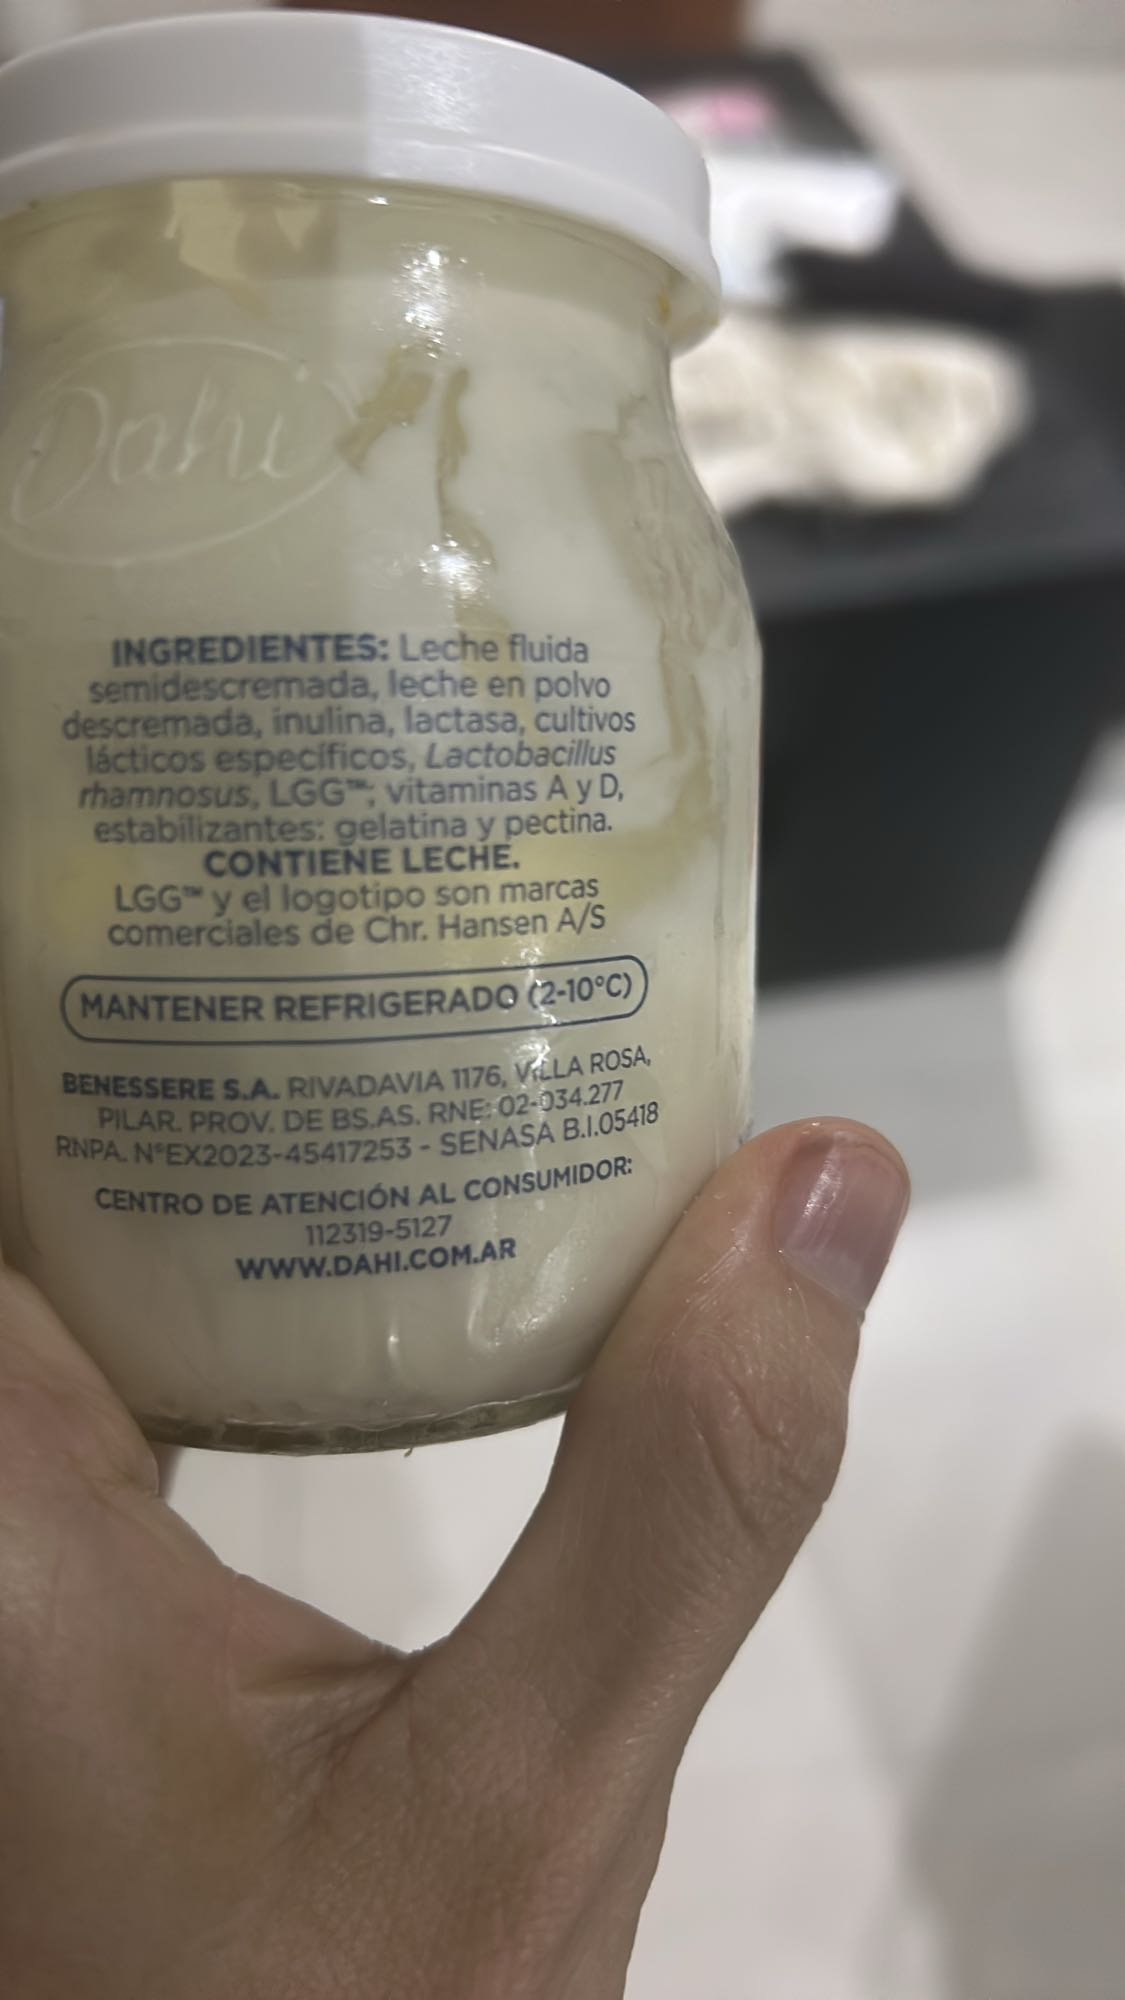 Dahi
INGREDIENTES: Leche fluida
semidescremada, leche en polvo
descremada, inulina, lactasa, cultivos
lácticos específicos, Lactobacillus
rhamnosus, LGG™; vitaminas A y D,
estabilizantes: gelatina y pectina.
CONTIENE LECHE.
LGG™ y el logotipo son marcas
comerciales de Chr. Hansen A/S
MANTENER REFRIGERADO (2-10°C)
BENESSERE S.A. RIVADAVIA 1176, VILLA ROSA,
PILAR. PROV. DE BS.AS. RNE: 02-034.277
RNPA. N°EX2023-45417253 - SENASA B.I.05418
CENTRO DE ATENCIÓN AL CONSUMIDOR:
112319-5127
WWW.DAHI.COM.AR